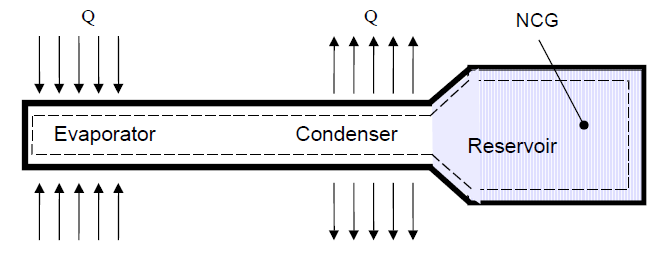 Q
Q
NCG
Evaporator
Condenser
Reservoir